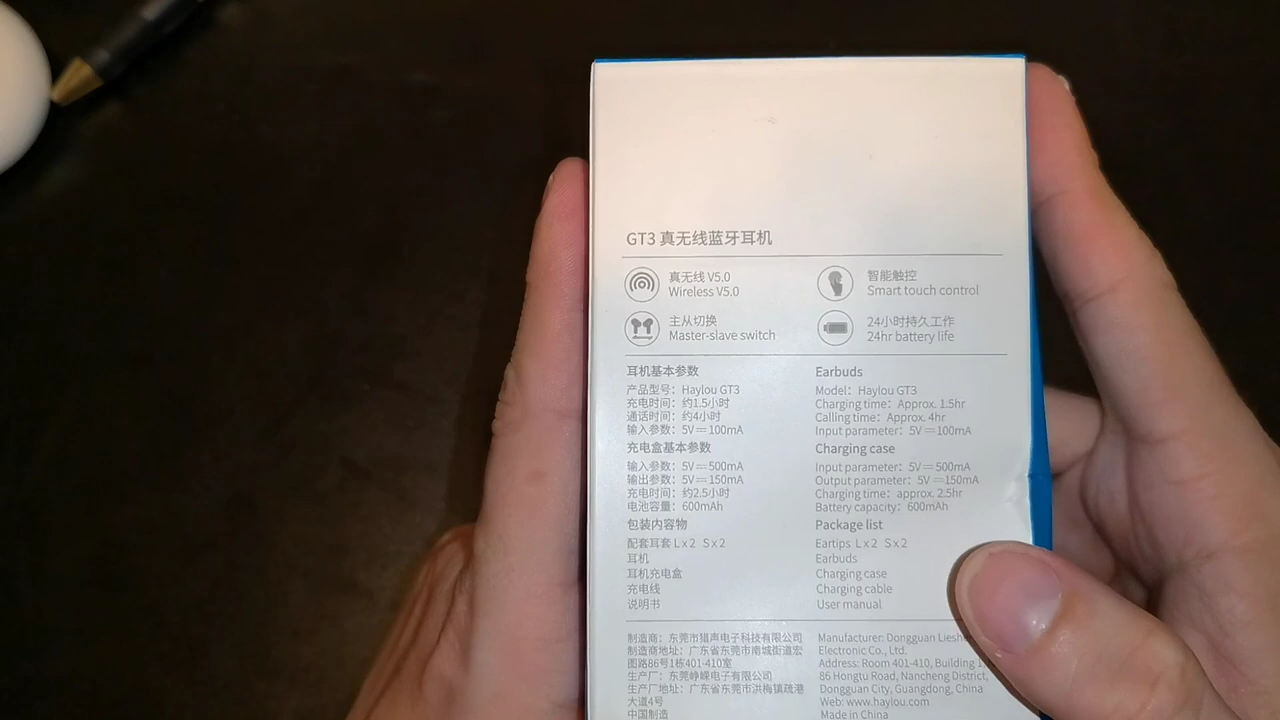 GT3 真无线蓝牙耳机
真无线 V5.0
Wireless V5.0
智能触控
Smart touch control
主从切换
Master-slave switch
24小时持久工作
24hr battery life
耳机基本参数
产品型号：Haylou GT3
充电时间：约1.5小时
通话时间：约4小时
输入参数：5V⎓100mA
充电盒基本参数
输入参数：5V⎓500mA
输出参数：5V⎓150mA
充电时间：约2.5小时
电池容量：600mAh
包装内容物
配套耳套 L x 2 S x 2
耳机
耳机充电盒
充电线
说明书
Earbuds
Model：Haylou GT3
Charging time：Approx. 1.5hr
Calling time：Approx. 4hr
Input parameter：5V⎓100mA
Charging case
Input parameter：5V⎓500mA
Output parameter：5V⎓150mA
Charging time：approx. 2.5hr
Battery capacity：600mAh
Package list
Eartips L x 2 S x 2
Earbuds
Charging case
Charging cable
User manual
制造商：东莞市猎声电子科技有限公司
制造商地址：广东省东莞市南城街道宏
图路86号1栋401-410室
生产厂：东莞峥嵘电子有限公司
生产厂地址：广东省东莞市洪梅镇疏港
大道4号
中国制造
Manufacturer: Dongguan
Electronic Co., Ltd.
Address: Room 401-410, Building 1,
86 Hongtu Road, Nancheng District,
Dongguan City, Guangdong, China
Web: www.haylou.com
Made in China